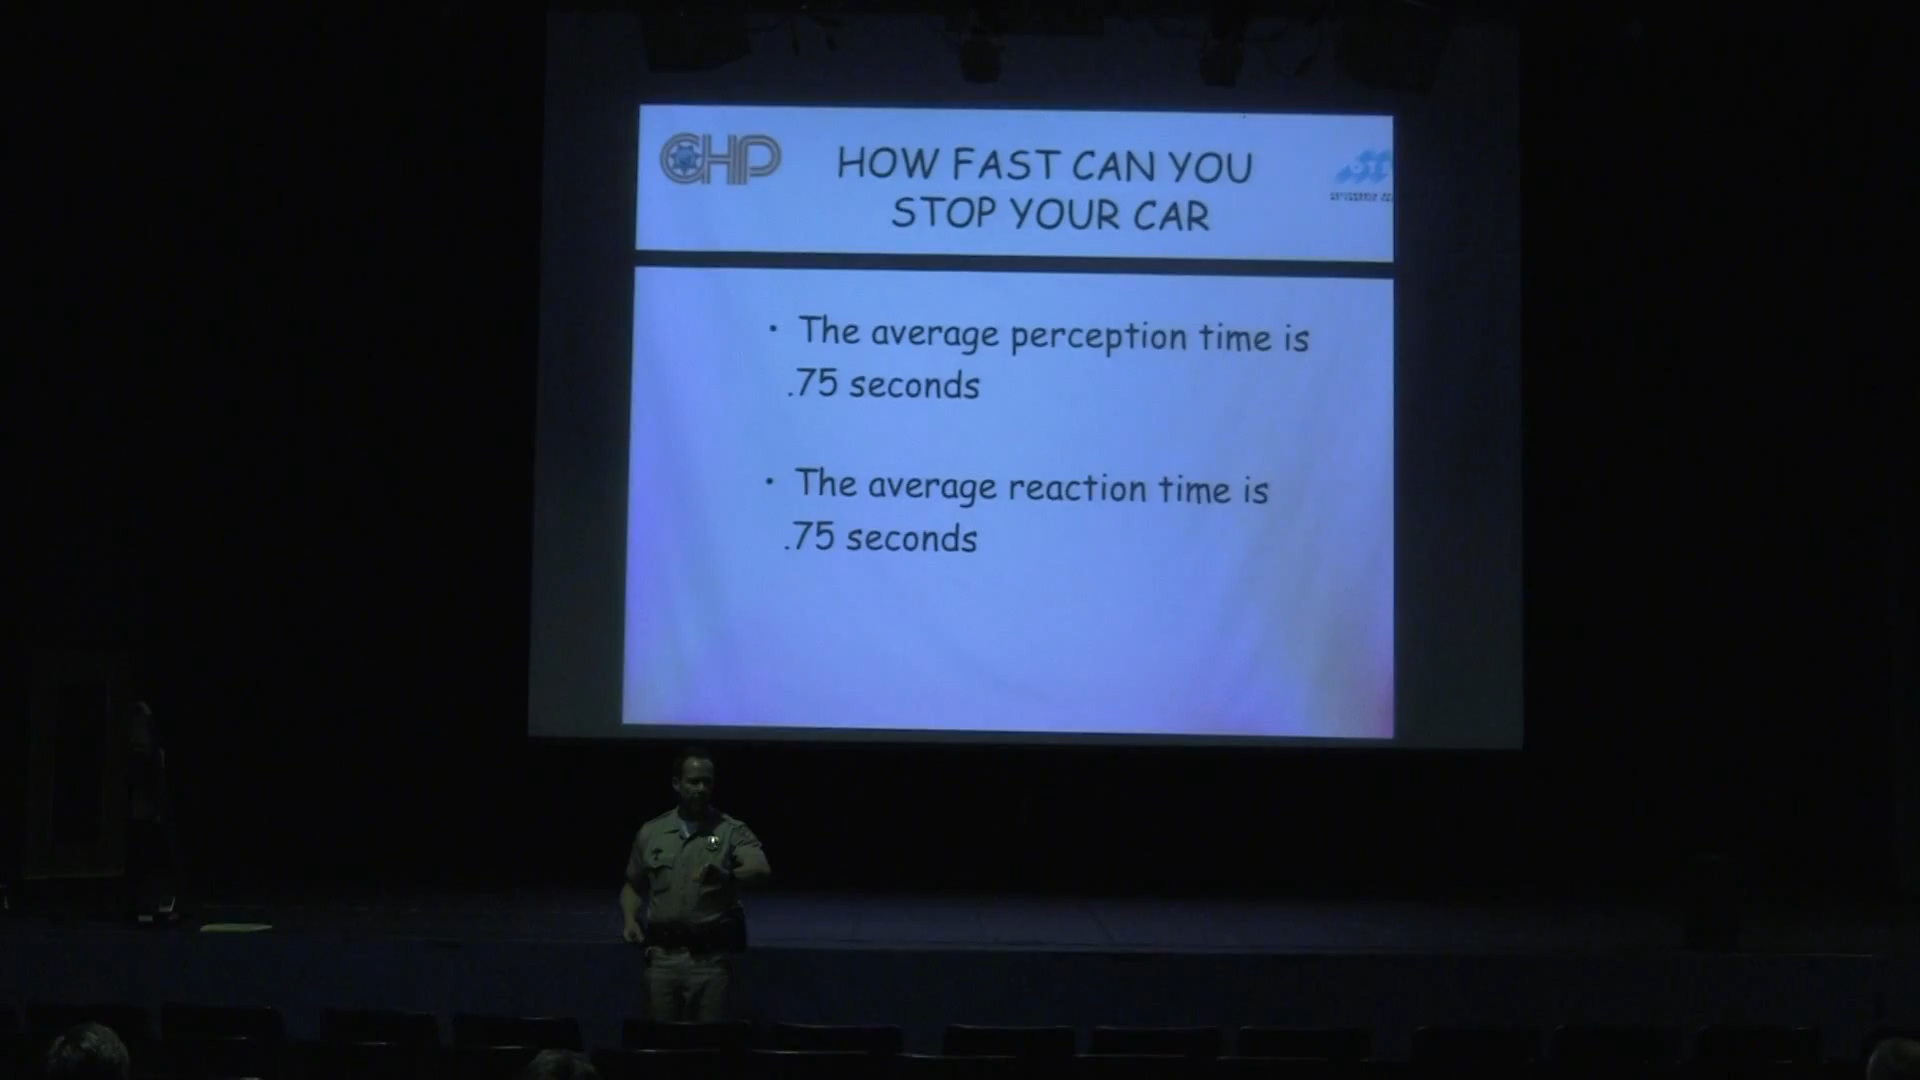 CHP
HOW FAST CAN YOU
STOP YOUR CAR
• The average perception time is
.75 seconds
• The average reaction time is
.75 seconds